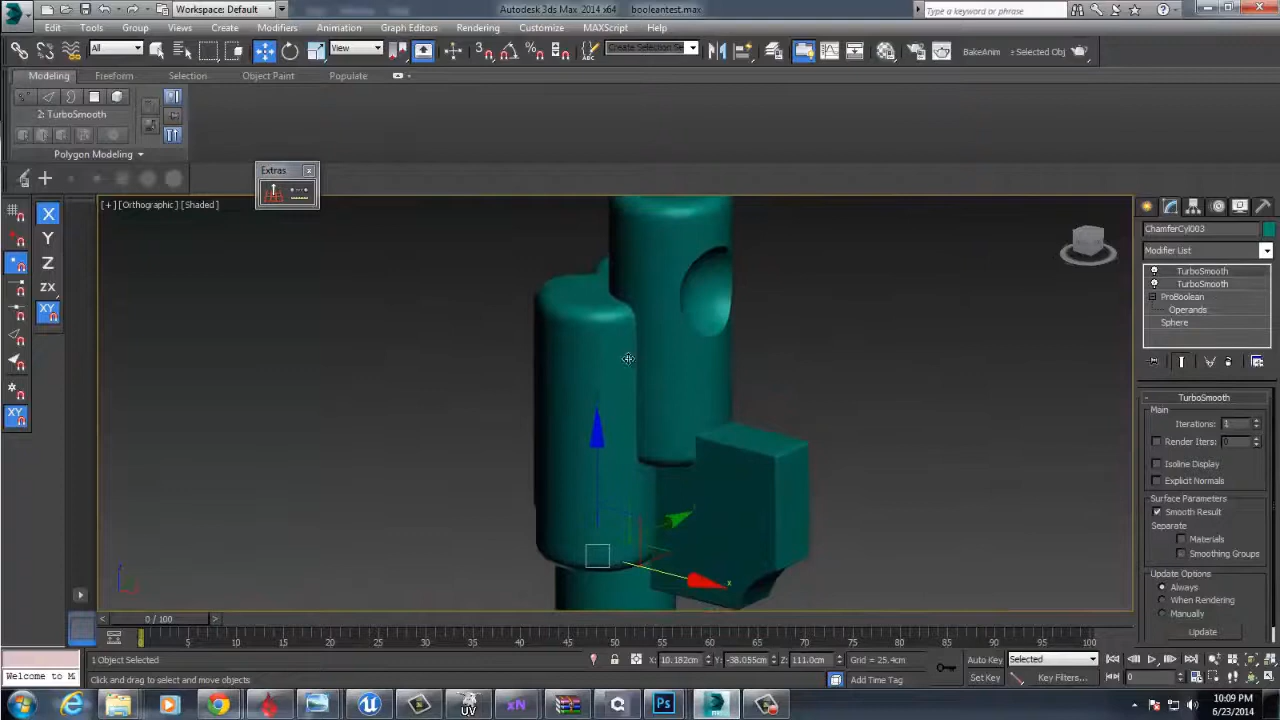 Workspace: Default
Autodesk 3ds Max 2014 x64    booleantest.max
Type a keyword or phrase
Edit Tools Group Views Create Modifiers Animation Graph Editors Rendering Customize MAXScript Help
All
View
3
Create Selection Se
BakeAnim
e Selected Obj
Modeling Freeform Selection Object Paint Populate
2: TurboSmooth
Polygon Modeling
Extras
X
Y
Z
ZX
XY
XY
[+] [Orthographic] [Shaded]
x
z
ChamferCyl003
Modifier List
TurboSmooth
TurboSmooth
ProBoolean
Operands
Sphere
TurboSmooth
Main
Iterations: 1
Render Iters: 0
Isoline Display
Explicit Normals
Surface Parameters
Smooth Result
Separate
Materials
Smoothing Groups
Update Options
Always
When Rendering
Manually
Update
0 / 100
5 10 15 20 25 30 35 40 45 50 55 60 65 70 75 80 85 90 95 100
1 Object Selected
X: 10.182cm Y: -38.055cm Z: 111.0cm Grid = 25.4cm
Auto Key Selected
Welcome to M
Click and drag to select and move objects
Add Time Tag
Set Key Key Filters... 0
UV
xN
Ps
10:09 PM
6/23/2014